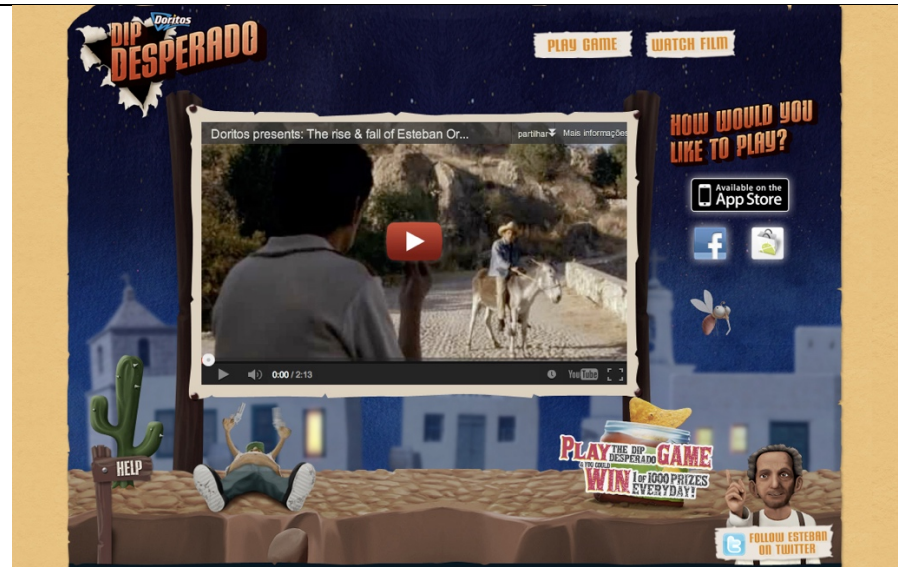 Doritos
DIP
DESPERADO
PLAY GAME
WATCH FILM
Doritos presents: The rise & fall of Esteban Or...
partilhar
Mais informações
HOW WOULD YOU
LIKE TO PLAY?
Available on the
App Store
0:00 / 2:13
YouTube
HELP
PLAY THE DIP DESPERADO GAME
& YOU COULD
WIN 1 OF 1000 PRIZES
EVERYDAY!
FOLLOW ESTEBAN
ON TWITTER